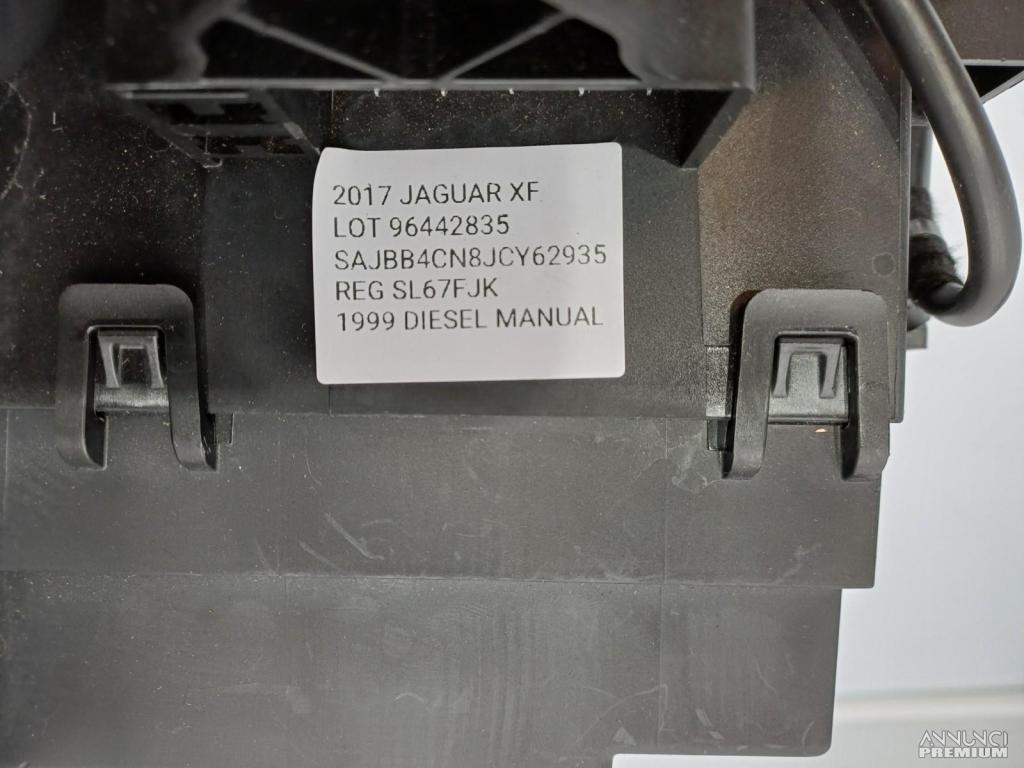 2017 JAGUAR XF
LOT 96442835
SAJBB4CN8JCY62935
REG SL67FJK
1999 DIESEL MANUAL
ANNUNCI
PREMIUM